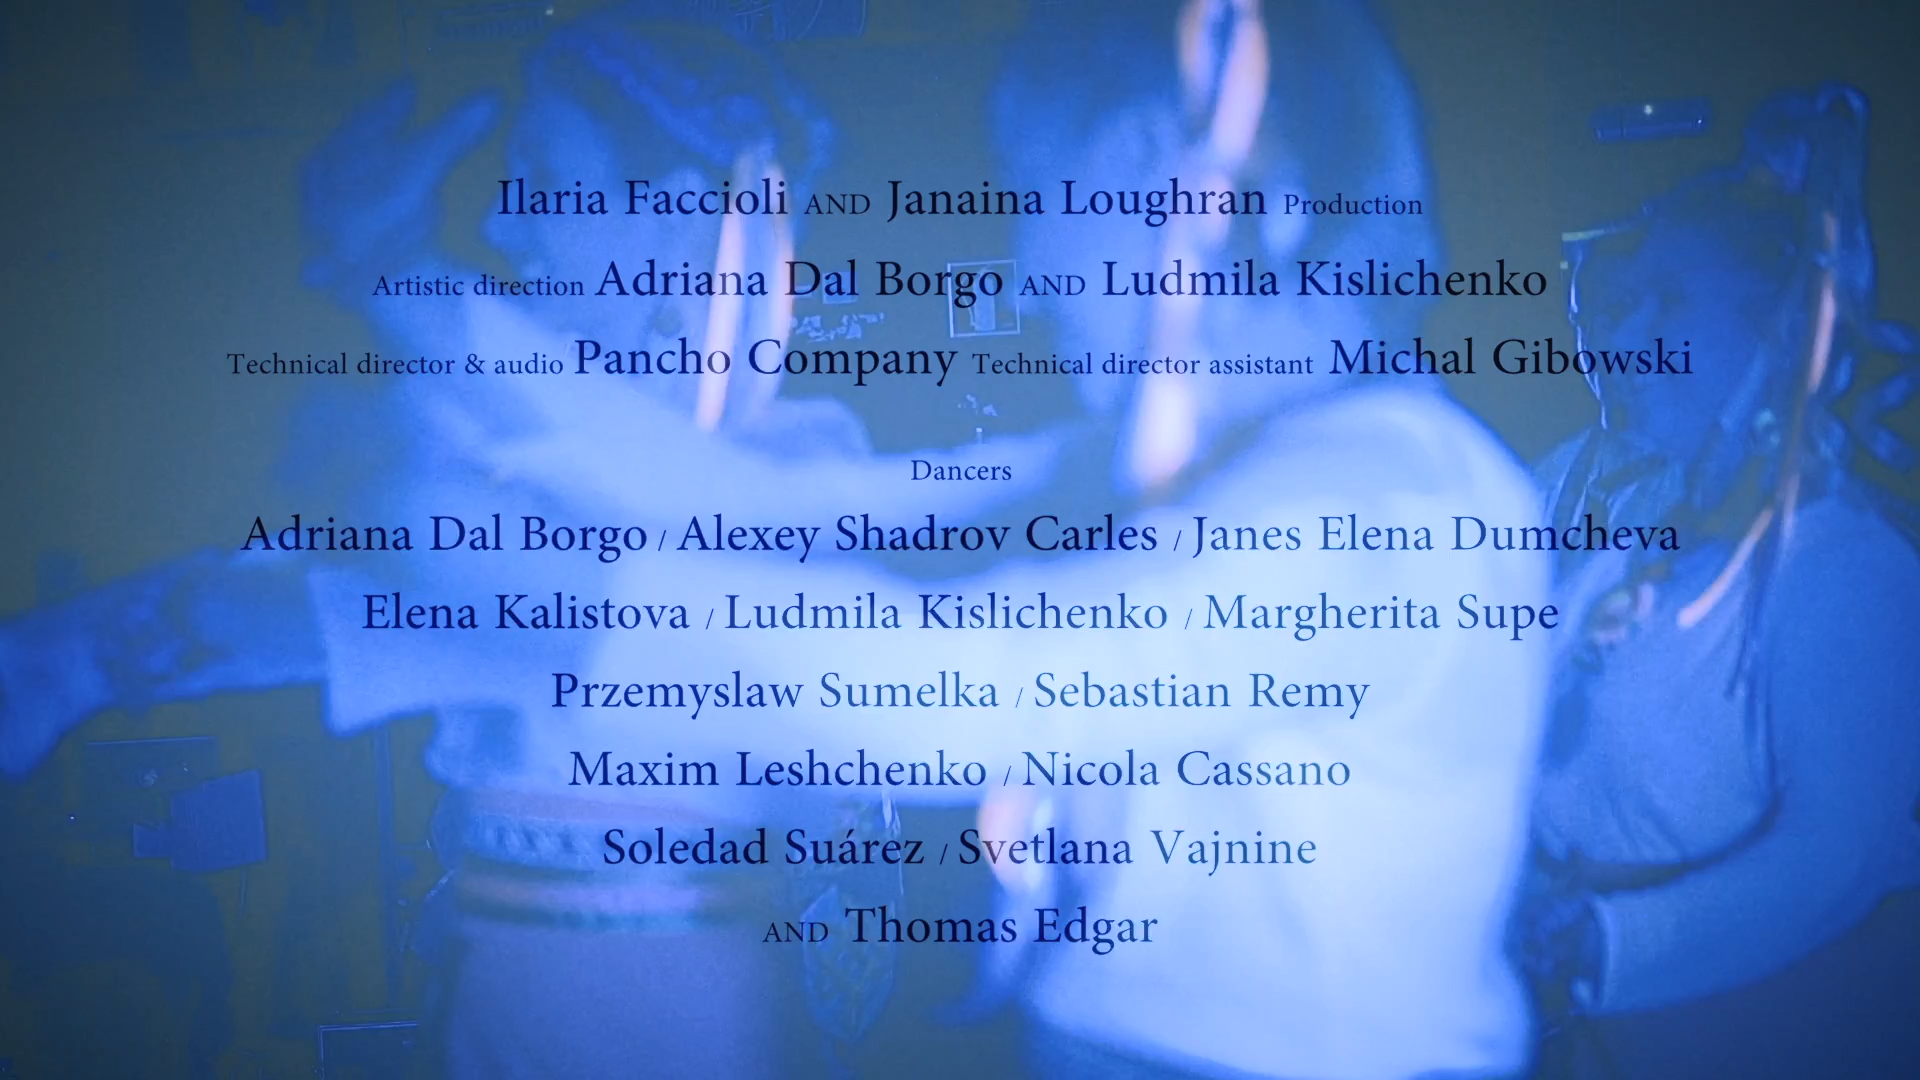 Ilaria Faccioli AND Janaina Loughran Production
Artistic direction Adriana Dal Borgo AND Ludmila Kislichenko
Technical director & audio Pancho Company Technical director assistant Michal Gibowski
Dancers
Adriana Dal Borgo / Alexey Shadrov Carles / Janes Elena Dumcheva
Elena Kalistova / Ludmila Kislichenko / Margherita Supe
Przemyslaw Sumelka / Sebastian Remy
Maxim Leshchenko / Nicola Cassano
Soledad Suárez / Svetlana Vajnine
AND Thomas Edgar